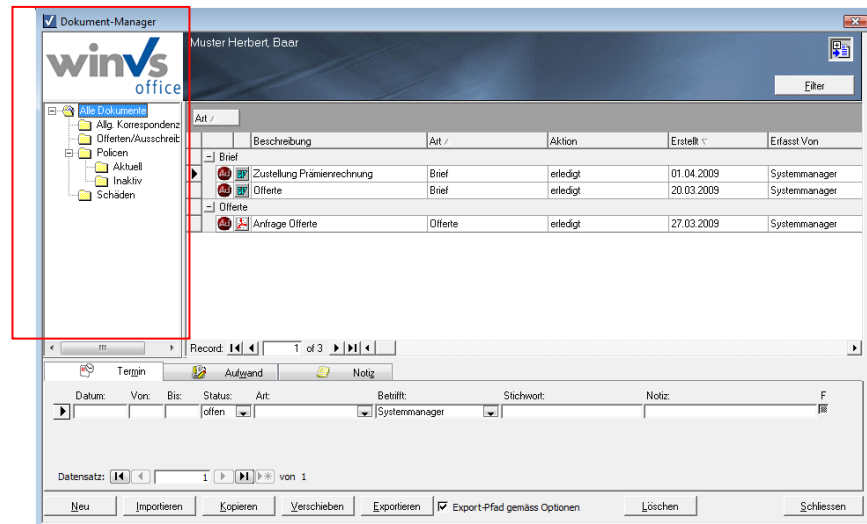 Dokument-Manager
winVs office
Muster Herbert, Baar
Filter
Alle Dokumente
Allg. Korrespondenz
Offerten/Ausschreib
Policen
Aktuell
Inaktiv
Schäden
Art
Beschreibung Art Aktion Erstellt Erfasst Von
Brief
Zustellung Prämienrechnung Brief erledigt 01.04.2009 Systemmanager
Offerte Brief erledigt 20.03.2009 Systemmanager
Offerte
Anfrage Offerte Offerte erledigt 27.03.2009 Systemmanager
Record: 1 of 3
Termin Aufwand Notiz
Datum: Von: Bis: Status: Art: Betrifft: Stichwort: Notiz: F
offen Systemmanager
Datensatz: 1 von 1
Neu Importieren Kopieren Verschieben Exportieren Export-Pfad gemäss Optionen Löschen Schliessen